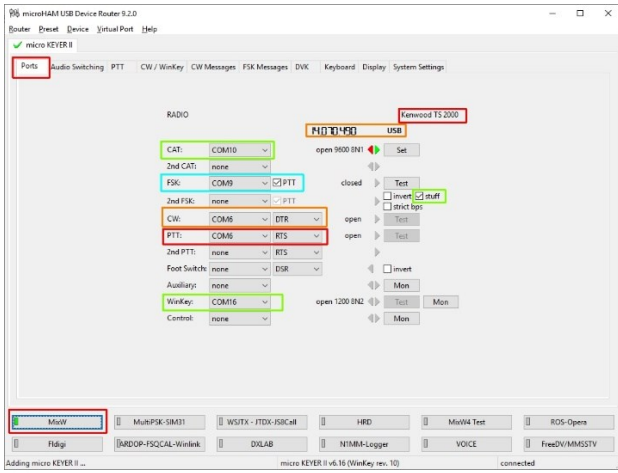 microHAM USB Device Router 9.2.0
Router Preset Device Virtual Port Help
micro KEYER II
Ports Audio Switching PTT CW / WinKey CW Messages FSK Messages DVK Keyboard Display System Settings
RADIO Kenwood TS 2000
14.070.490 USB
CAT: COM10 open 9600 8N1 Set
2nd CAT: none
FSK: COM9 PTT closed Test
2nd FSK: none PTT invert stuff
strict bps
CW: COM6 DTR open Test
PTT: COM6 RTS open Test
2nd PTT: none RTS
Foot Switch: none DSR invert
Auxiliary: none Mon
WinKey: COM16 open 1200 8N2 Test Mon
Control: none Mon
MixW MultiPSK-SIM31 WSJTX - JTDX-JS8Call HRD MixW4 Test ROS-Opera
Fldigi ARDOP-FSQCAL-Winlink DXLAB N1MM-Logger VOICE FreeDV/MMSSTV
Adding micro KEYER II ... micro KEYER II v6.16 (WinKey rev. 10) connected